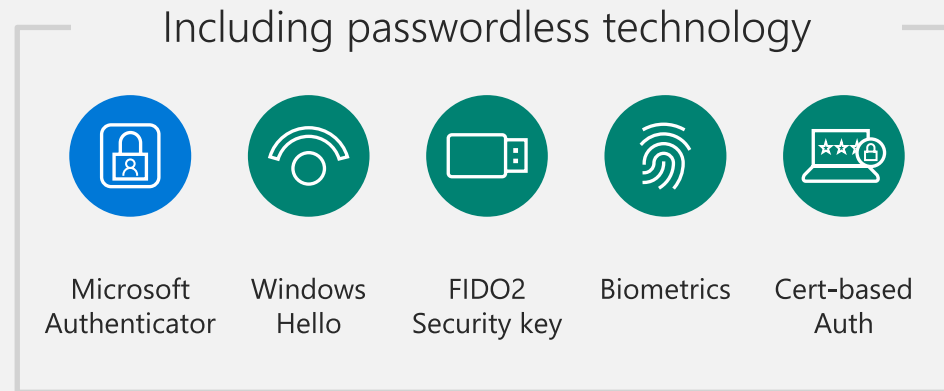 Including passwordless technology
Microsoft
Authenticator
Windows
Hello
FIDO2
Security key
Biometrics
Cert-based
Auth